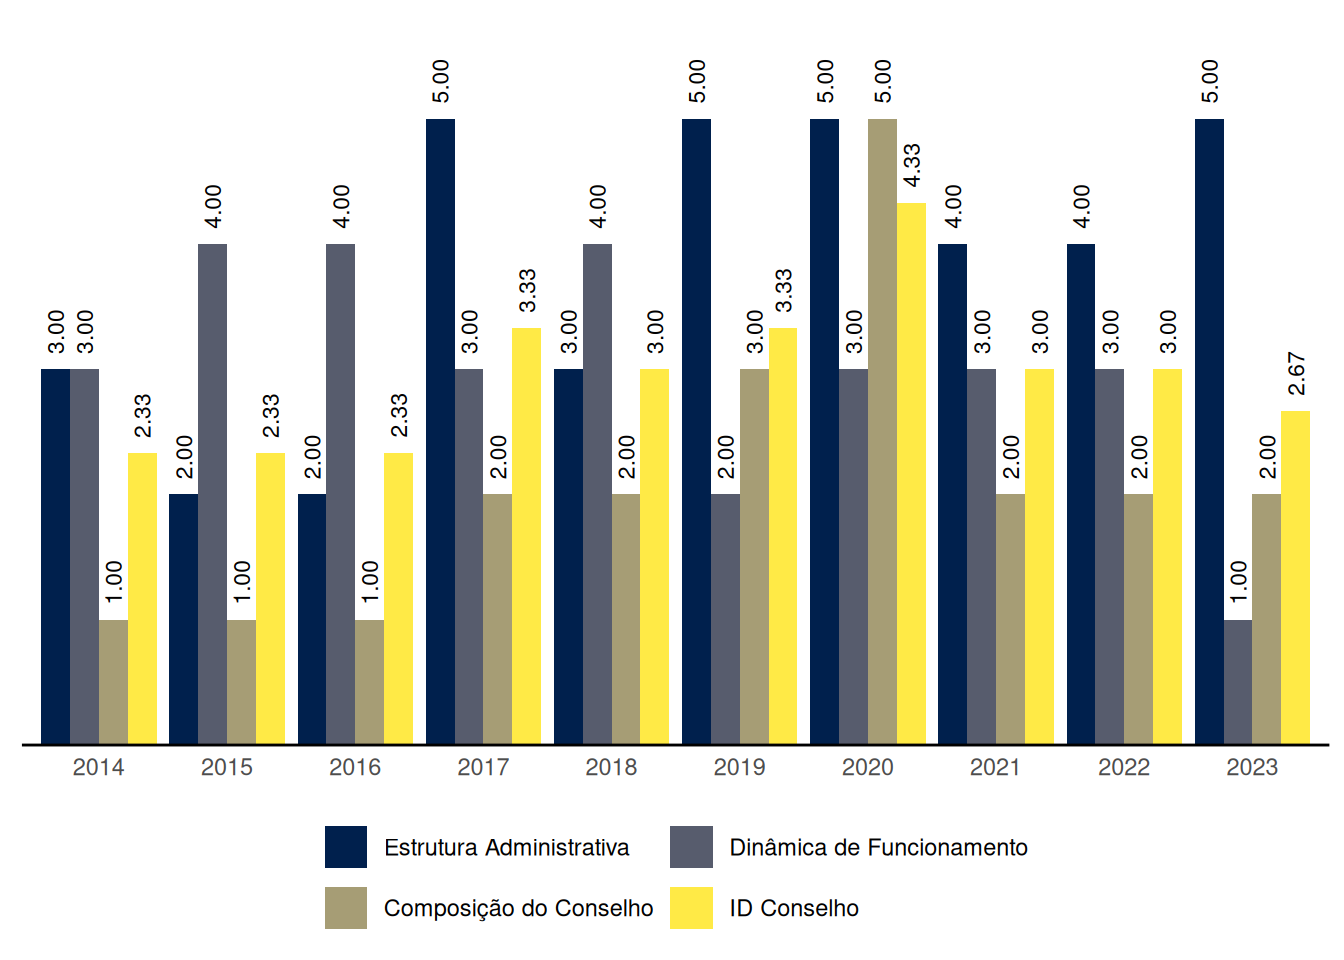 5.00 5.00 5.00 5.00 5.00
4.33
4.00 4.00 4.00 4.00 4.00
3.33 3.33
3.00 3.00 3.00 3.00 3.00 3.00 3.00 3.00 3.00 3.00 3.00
2.67
2.33 2.33 2.33
2.00 2.00 2.00 2.00 2.00 2.00 2.00 2.00
1.00 1.00 1.00 1.00
2014 2015 2016 2017 2018 2019 2020 2021 2022 2023
Estrutura Administrativa Dinâmica de Funcionamento
Composição do Conselho ID Conselho